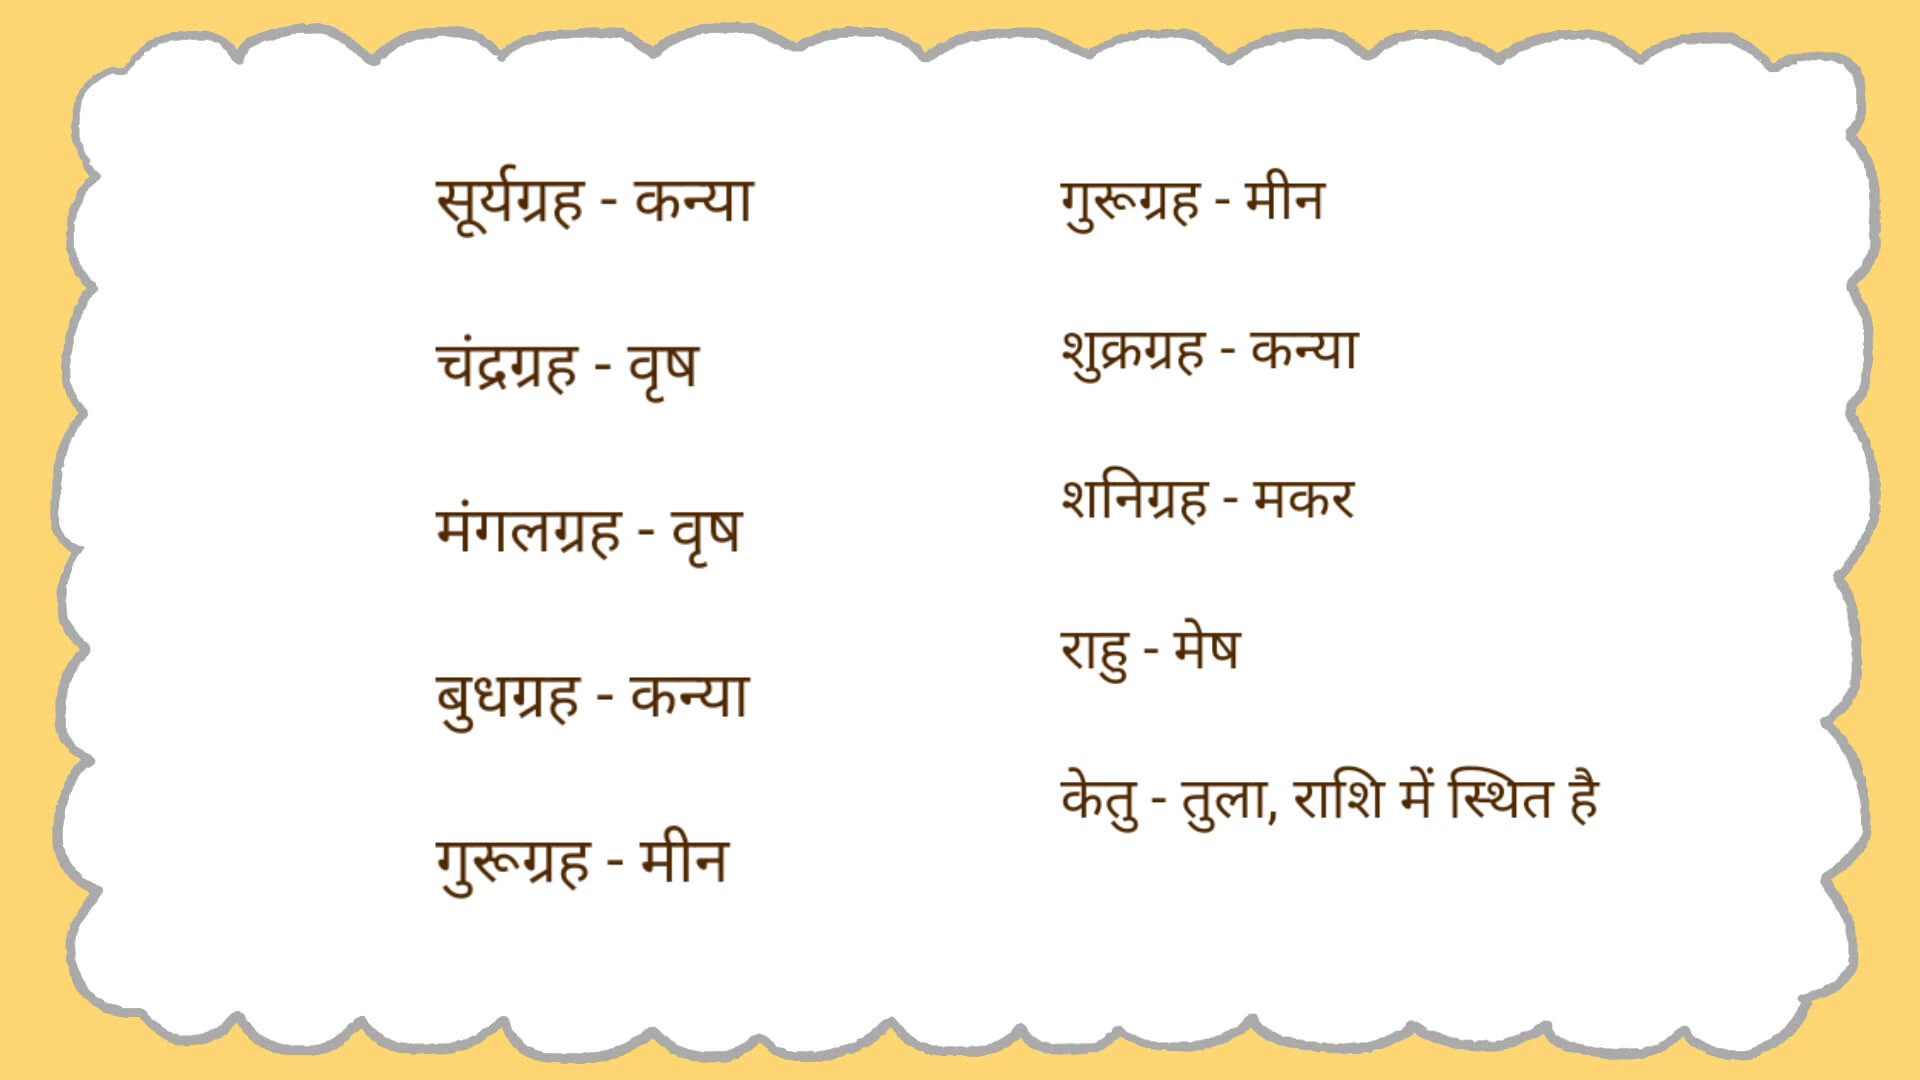 सूर्यग्रह - कन्या
चंद्रग्रह - वृष
मंगलग्रह - वृष
बुधग्रह - कन्या
गुरूग्रह - मीन
गुरूग्रह - मीन
शुक्रग्रह - कन्या
शनिग्रह - मकर
राहु - मेष
केतु - तुला, राशि में स्थित है